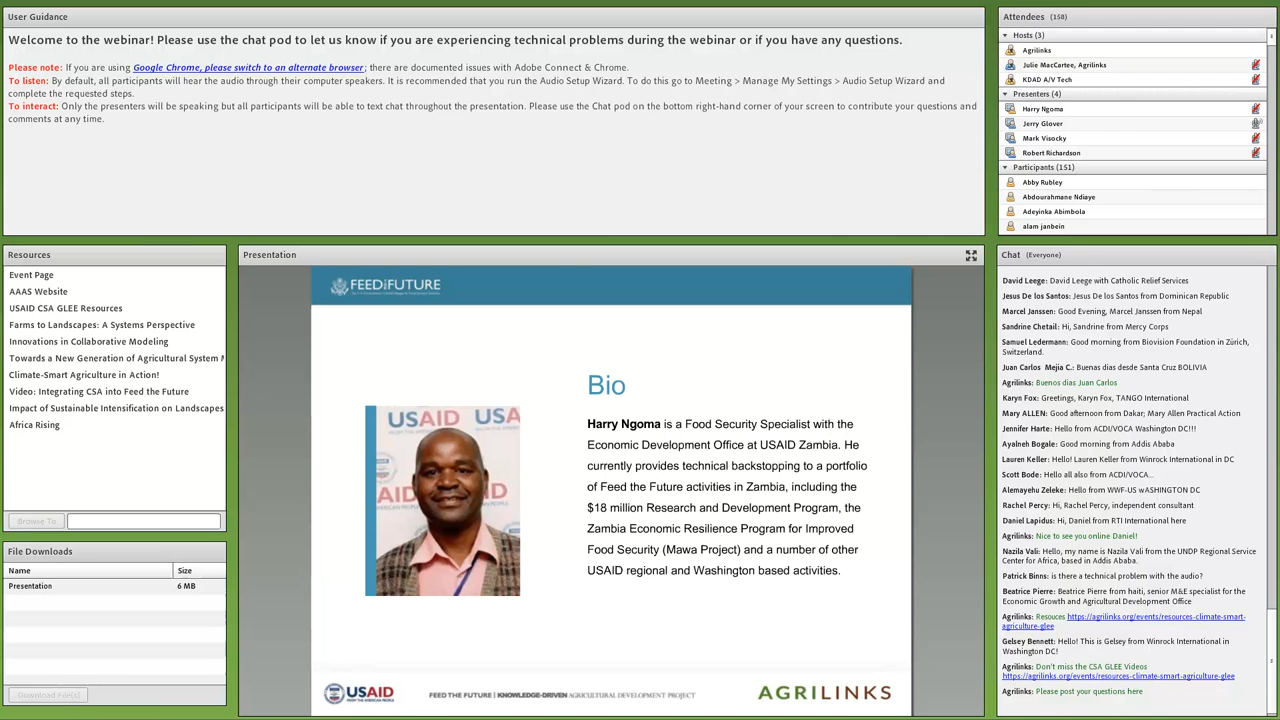 User Guidance
Welcome to the webinar! Please use the chat pod to let us know if you are experiencing technical problems during the webinar or if you have any questions.
Please note: If you are using Google Chrome, please switch to an alternate browser; there are documented issues with Adobe Connect & Chrome.
To listen: By default, all participants will hear the audio through their computer speakers. It is recommended that you run the Audio Setup Wizard. To do this go to Meeting > Manage My Settings > Audio Setup Wizard and
complete the requested steps.
To interact: Only the presenters will be speaking but all participants will be able to text chat throughout the presentation. Please use the Chat pod on the bottom right-hand corner of your screen to contribute your questions and
comments at any time.
Attendees (158)
Hosts (3)
Agrilinks
Julie MacCartee, Agrilinks
KDAD A/V Tech
Presenters (4)
Harry Ngoma
Jerry Glover
Mark Visocky
Robert Richardson
Participants (151)
Abby Rubley
Abdourahmane Ndiaye
Adeyinka Abimbola
alam janbein
Resources
Event Page
AAAS Website
USAID CSA GLEE Resources
Farms to Landscapes: A Systems Perspective
Innovations in Collaborative Modeling
Towards a New Generation of Agricultural System M
Climate-Smart Agriculture in Action!
Video: Integrating CSA into Feed the Future
Impact of Sustainable Intensification on Landscapes
Africa Rising
Browse To
File Downloads
Name Size
Presentation 6 MB
Download File(s)
Presentation
FEED THE FUTURE
Bio
Harry Ngoma is a Food Security Specialist with the
Economic Development Office at USAID Zambia. He
currently provides technical backstopping to a portfolio
of Feed the Future activities in Zambia, including the
$18 million Research and Development Program, the
Zambia Economic Resilience Program for Improved
Food Security (Mawa Project) and a number of other
USAID regional and Washington based activities.
USAID USA
USAID
FROM THE AMERICAN PEOPLE
FEED THE FUTURE | KNOWLEDGE-DRIVEN AGRICULTURAL DEVELOPMENT PROJECT
AGRILINKS
Chat (Everyone)
David Leege: David Leege with Catholic Relief Services
Jesus De los Santos: Jesus De los Santos from Dominican Republic
Marcel Janssen: Good Evening, Marcel Janssen from Nepal
Sandrine Chetail: Hi, Sandrine from Mercy Corps
Samuel Ledermann: Good morning from Biovision Foundation in Zürich,
Switzerland.
Juan Carlos Mejia C.: Buenas dias desde Santa Cruz BOLIVIA
Agrilinks: Buenos dias Juan Carlos
Karyn Fox: Greetings, Karyn Fox, TANGO International
Mary ALLEN: Good afternoon from Dakar; Mary Allen Practical Action
Jennifer Harte: Hello from ACDI/VOCA Washington DC!!!
Ayalneh Bogale: Good morning from Addis Ababa
Lauren Keller: Hello! Lauren Keller from Winrock International in DC
Scott Bode: Hello all also from ACDI/VOCA...
Alemayehu Zeleke: Hello from WWF-US wASHINGTON DC
Rachel Percy: Hi, Rachel Percy, independent consultant
Daniel Lapidus: Hi, Daniel from RTI International here
Agrilinks: Nice to see you online Daniel!
Nazila Vali: Hello, my name is Nazila Vali from the UNDP Regional Service
Center for Africa, based in Addis Ababa.
Patrick Binns: is there a technical problem with the audio?
Beatrice Pierre: Beatrice Pierre from haiti, senior M&E specialist for the
Economic Growth and Agricultural Development Office
Agrilinks: Resouces https://agrilinks.org/events/resources-climate-smart-
agriculture-glee
Gelsey Bennett: Hello! This is Gelsey from Winrock International in
Washington DC!
Agrilinks: Don't miss the CSA GLEE Videos
https://agrilinks.org/events/resources-climate-smart-agriculture-glee
Agrilinks: Please post your questions here